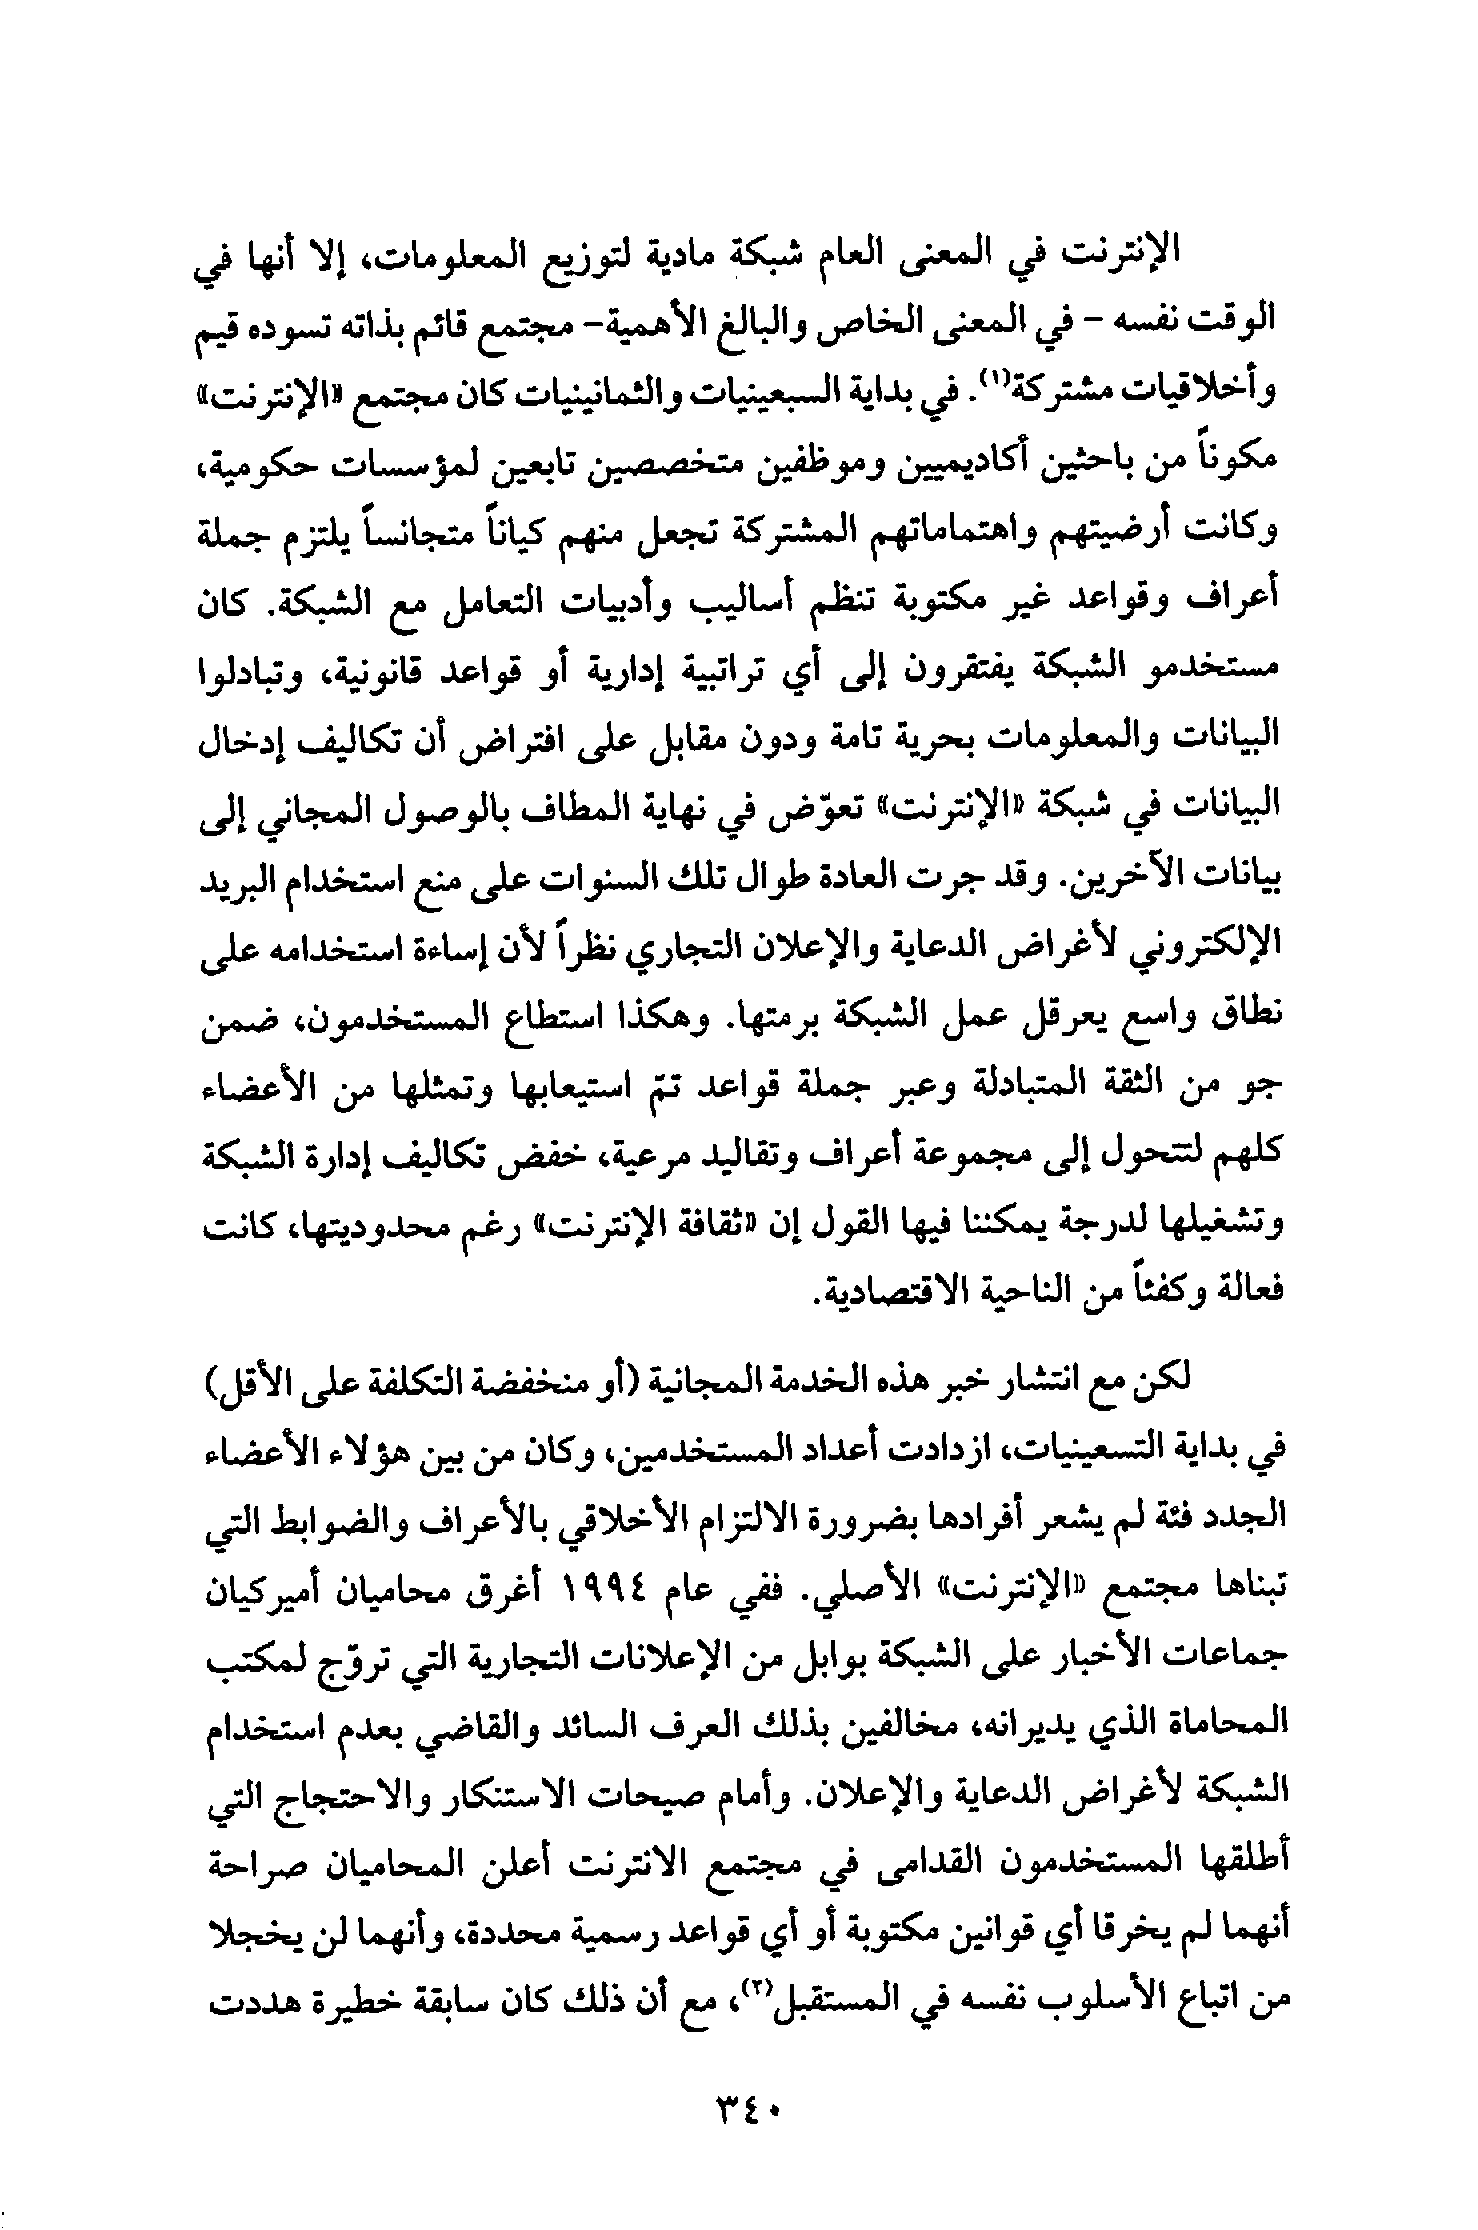 الإنترنت في المعنى العام شبكة مادية لتوزيع المعلومات، إلا أنها في
الوقت نفسه - في المعنى الخاص والبالغ الأهمية- مجتمع قائم بذاته تسوده قيم
وأخلاقيات مشتركة(١). في بداية السبعينيات والثمانينيات كان مجتمع «الإنترنت»
مكوناً من باحثين أكاديميين وموظفين متخصصين تابعين لمؤسسات حكومية،
وكانت أرضيتهم واهتماماتهم المشتركة تجعل منهم كياناً متجانساً يلتزم جملة
أعراف وقواعد غير مكتوبة تنظم أساليب وأدبيات التعامل مع الشبكة. كان
مستخدمو الشبكة يفتقرون إلى أي تراتبية إدارية أو قواعد قانونية، وتبادلوا
البيانات والمعلومات بحرية تامة ودون مقابل على افتراض أن تكاليف إدخال
البيانات في شبكة «الإنترنت» تعوّض في نهاية المطاف بالوصول المجاني إلى
بيانات الآخرين. وقد جرت العادة طوال تلك السنوات على منع استخدام البريد
الإلكتروني لأغراض الدعاية والإعلان التجاري نظراً لأن إساءة استخدامه على
نطاق واسع يعرقل عمل الشبكة برمتها. وهكذا استطاع المستخدمون، ضمن
جو من الثقة المتبادلة وعبر جملة قواعد تمّ استيعابها وتمثلها من الأعضاء
كلهم لتتحول إلى مجموعة أعراف وتقاليد مرعية، خفض تكاليف إدارة الشبكة
وتشغيلها لدرجة يمكننا فيها القول إن «ثقافة الإنترنت» رغم محدوديتها، كانت
فعالة وكفئاً من الناحية الاقتصادية.
لكن مع انتشار خبر هذه الخدمة المجانية (أو منخفضة التكلفة على الأقل)
في بداية التسعينيات، ازدادت أعداد المستخدمين، وكان من بين هؤلاء الأعضاء
الجدد فئة لم يشعر أفرادها بضرورة الالتزام الأخلاقي بالأعراف والضوابط التي
تبناها مجتمع «الإنترنت» الأصلي. ففي عام ١٩٩٤ أغرق محاميان أميركيان
جماعات الأخبار على الشبكة بوابل من الإعلانات التجارية التي تروّج لمكتب
المحاماة الذي يديرانه، مخالفين بذلك العرف السائد والقاضي بعدم استخدام
الشبكة لأغراض الدعاية والإعلان. وأمام صيحات الاستنكار والاحتجاج التي
أطلقها المستخدمون القدامى في مجتمع الانترنت أعلن المحاميان صراحة
أنهما لم يخرقا أي قوانين مكتوبة أو أي قواعد رسمية محددة، وأنهما لن يخجلا
من اتباع الأسلوب نفسه في المستقبل(٢)، مع أن ذلك كان سابقة خطيرة هددت
٣٤٠